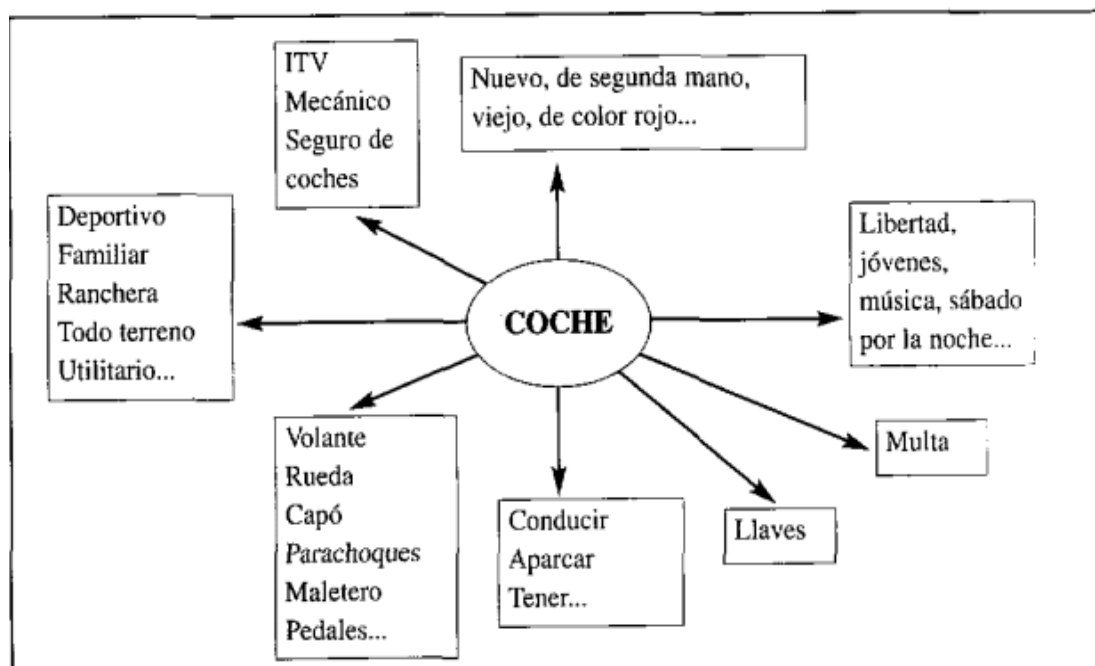 ITV
Mecánico
Seguro de
coches
Nuevo, de segunda mano,
viejo, de color rojo...
Deportivo
Familiar
Ranchera
Todo terreno
Utilitario...
COCHE
Libertad,
jóvenes,
música, sábado
por la noche...
Volante
Rueda
Capó
Parachoques
Maletero
Pedales...
Conducir
Aparcar
Tener...
Llaves
Multa